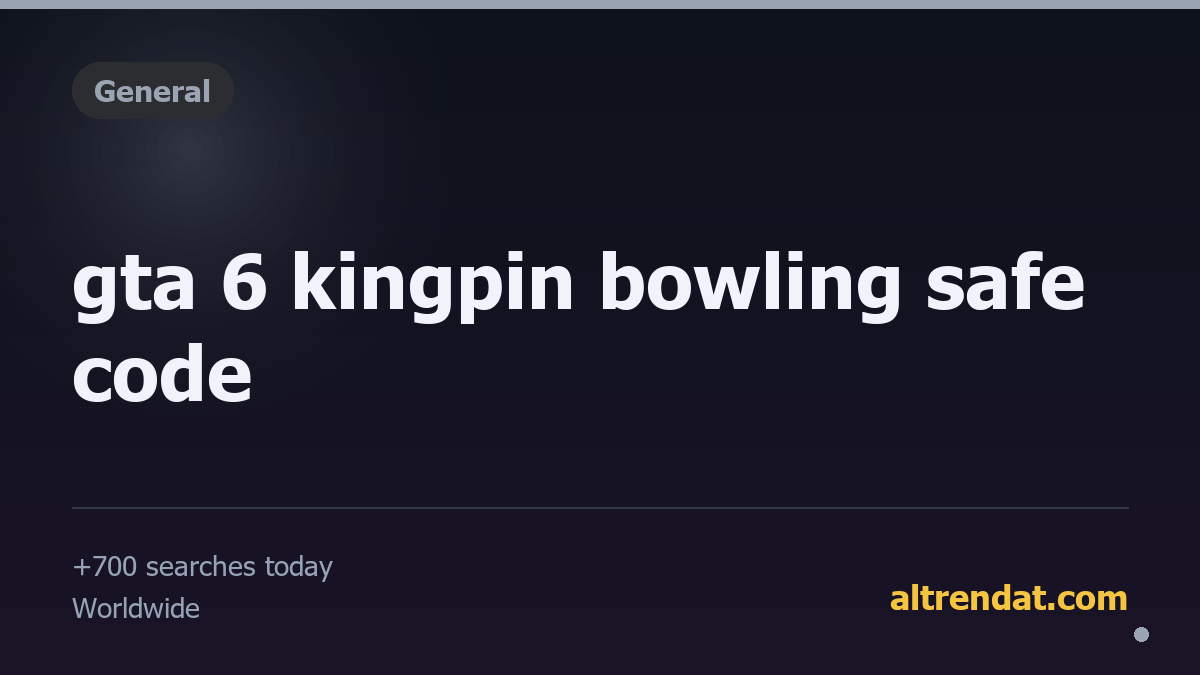 General
gta 6 kingpin bowling safe
code
+700 searches today
Worldwide
altrendat.com